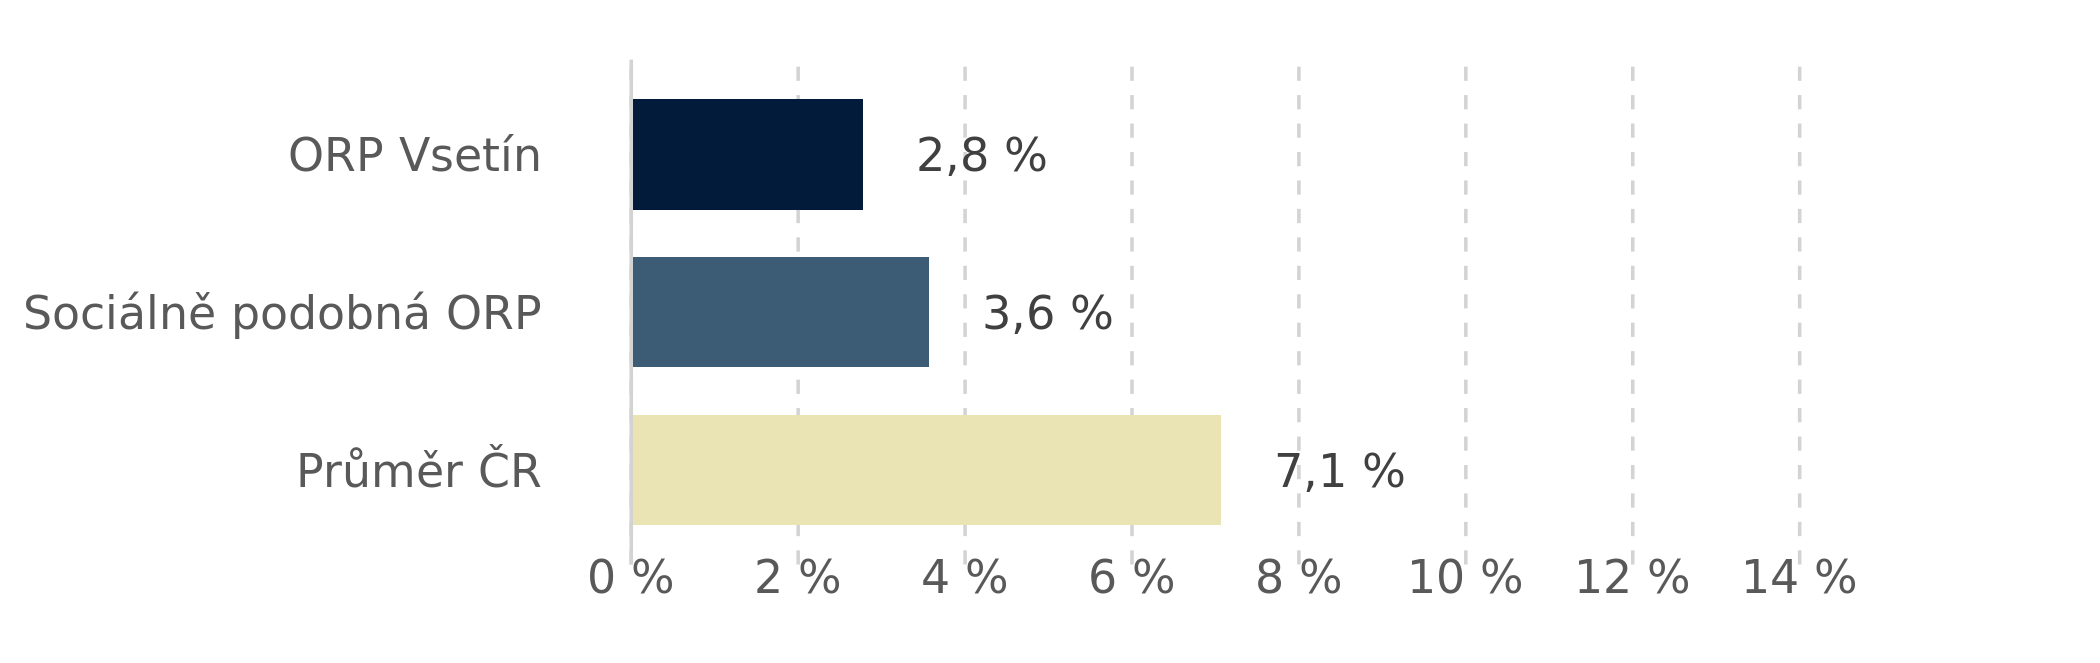 ORP Vsetín 2,8 %
Sociálně podobná ORP 3,6 %
Průměr ČR 7,1 %
0 % 2 % 4 % 6 % 8 % 10 % 12 % 14 %